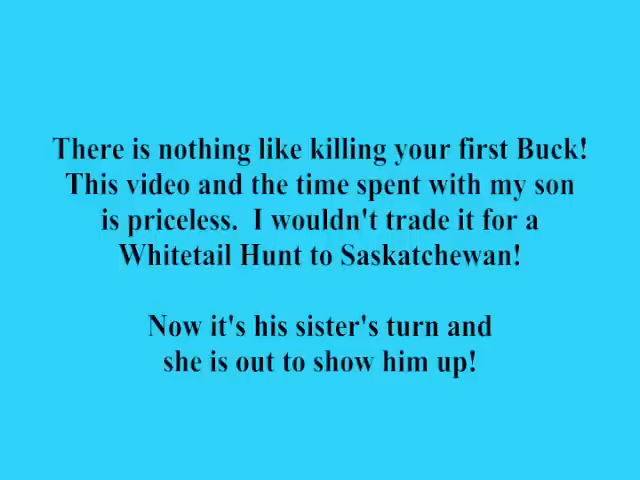 There is nothing like killing your first Buck!
This video and the time spent with my son
is priceless.  I wouldn't trade it for a
Whitetail Hunt to Saskatchewan!
Now it's his sister's turn and
she is out to show him up!